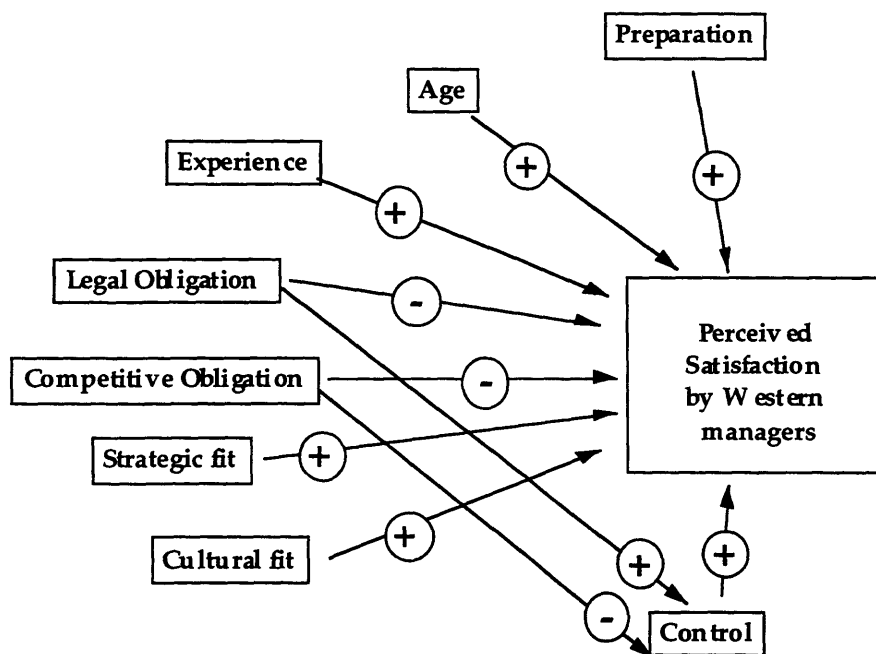 Preparation
Age
+
+
Experience
+
Legal Obligation
-
Perceived
Satisfaction
by Western
managers
Competitive Obligation
-
Strategic fit
+
Cultural fit
+
+
+
-
Control